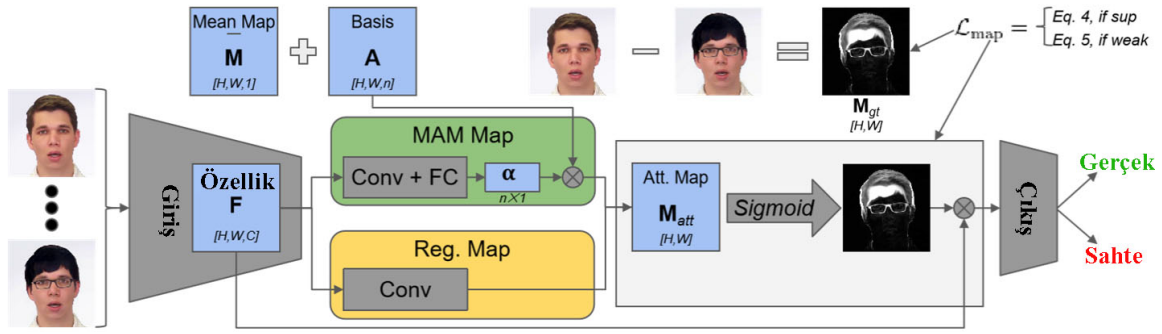 Mean Map
M
[H,W,1]
+
Basis
A
[H,W,n]
−
=
M_gt
[H,W]
ℒ_map = { Eq. 4, if sup
Eq. 5, if weak
Giriş
Özellik
F
[H,W,C]
MAM Map
Conv + FC
α
n×1
Reg. Map
Conv
Att. Map
M_att
[H,W]
Sigmoid
Çıkış
Gerçek
Sahte